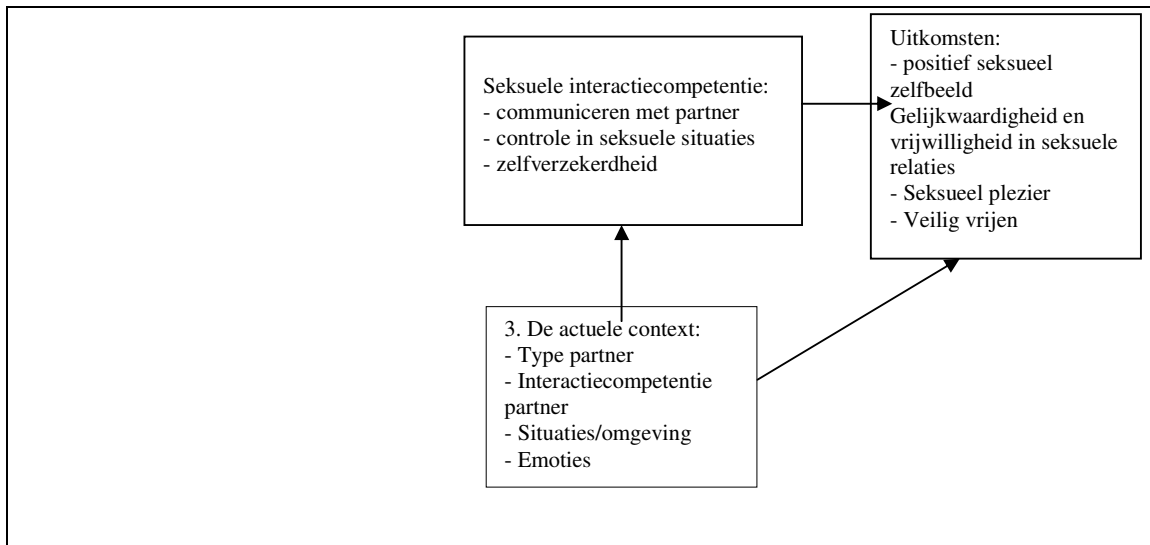 Seksuele interactiecompetentie:
- communiceren met partner
- controle in seksuele situaties
- zelfverzekerdheid
Uitkomsten:
- positief seksueel
zelfbeeld
Gelijkwaardigheid en
vrijwilligheid in seksuele
relaties
- Seksueel plezier
- Veilig vrijen
3. De actuele context:
- Type partner
- Interactiecompetentie
partner
- Situaties/omgeving
- Emoties